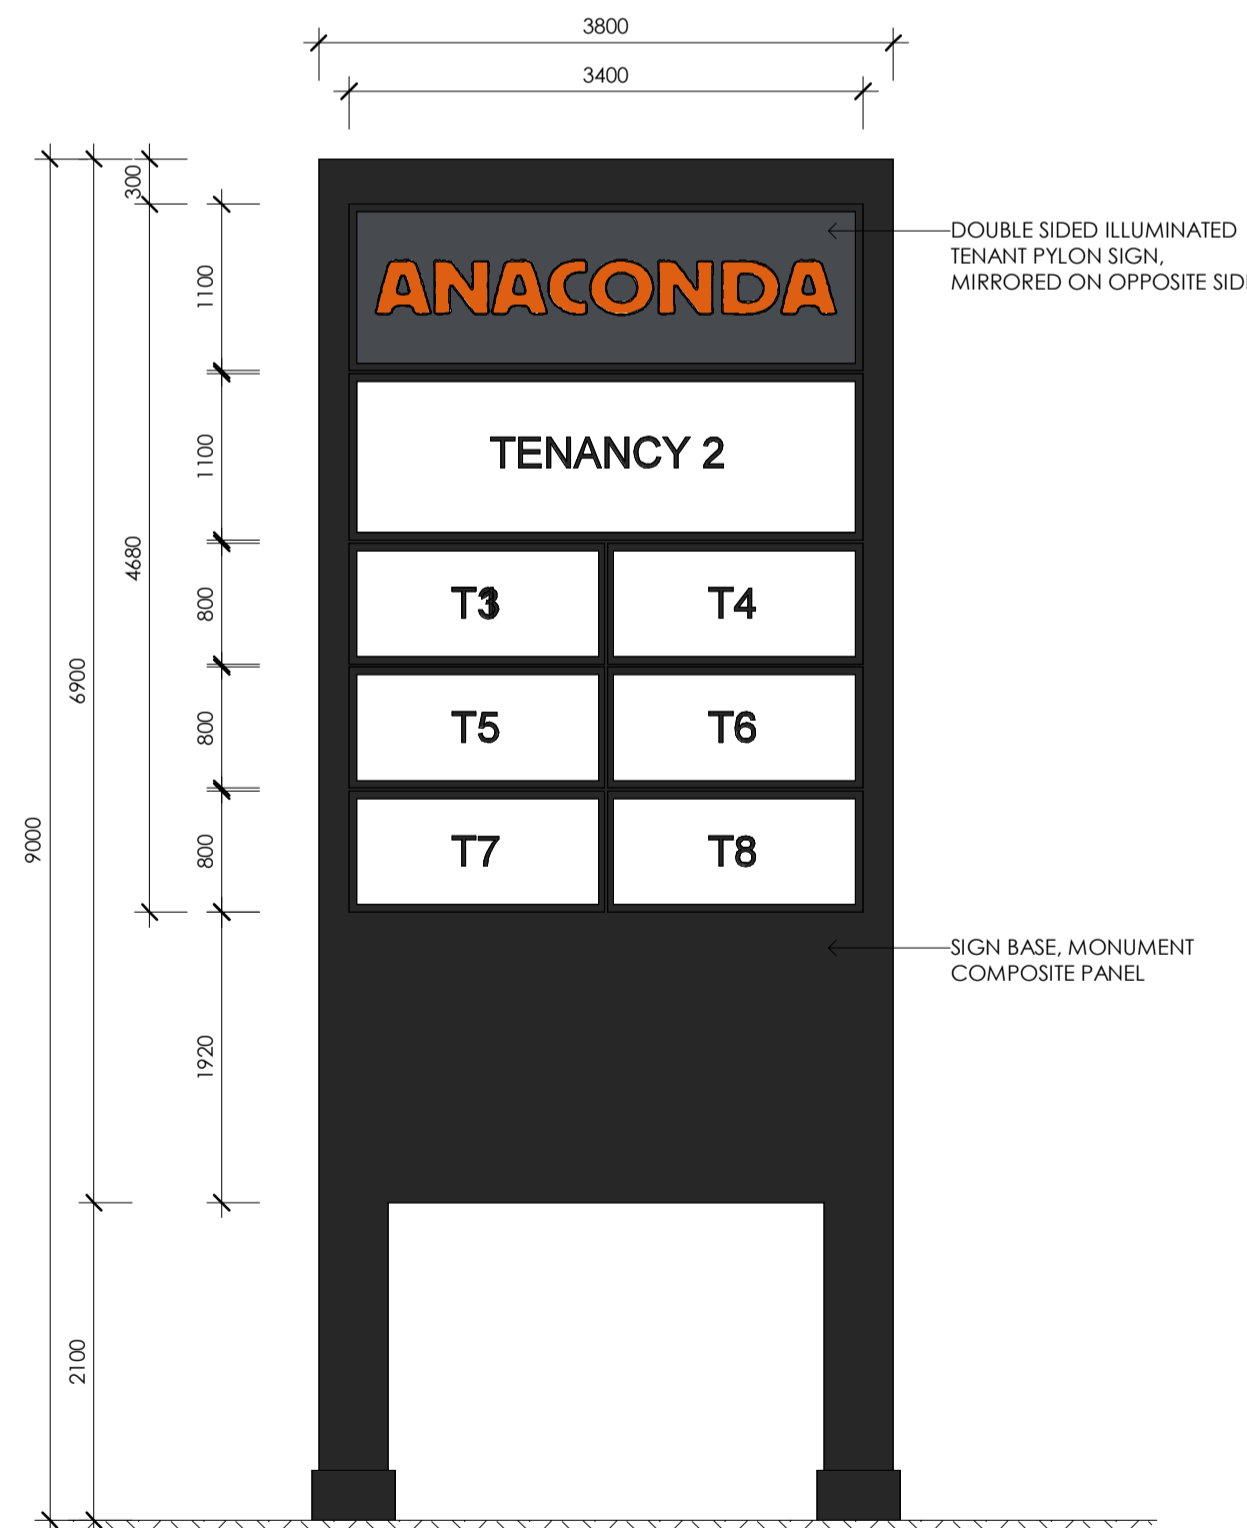 3800
3400
300
1100
ANACONDA
DOUBLE SIDED ILLUMINATED
TENANT PYLON SIGN,
MIRRORED ON OPPOSITE SID
1100
TENANCY 2
4680
800
T3
T4
6900
800
T5
T6
9000
800
T7
T8
SIGN BASE, MONUMENT
COMPOSITE PANEL
1920
2100